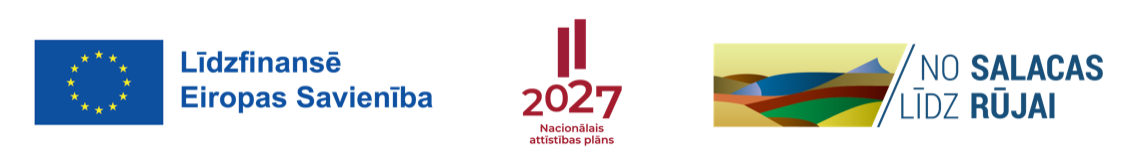 Līdzfinansē
Eiropas Savienība
2027
Nacionālais
attīstības plāns
NO SALACAS
LĪDZ RŪJAI